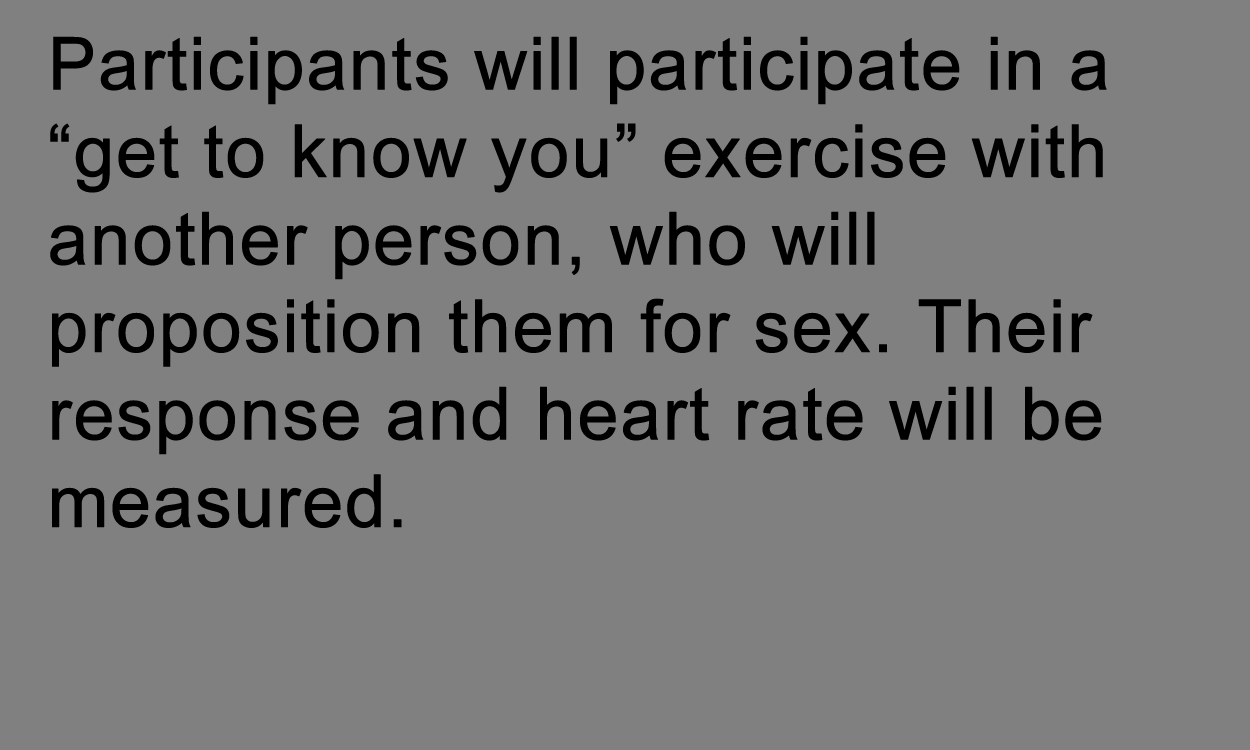 Participants will participate in a
“get to know you” exercise with
another person, who will
proposition them for sex. Their
response and heart rate will be
measured.